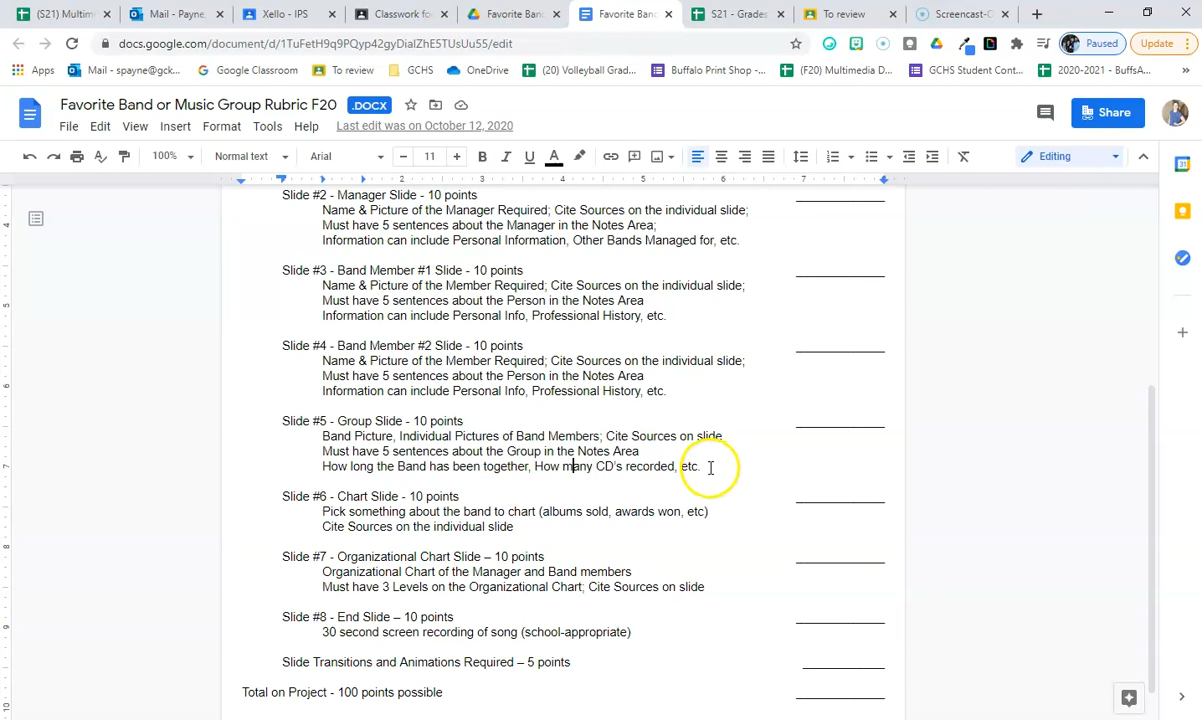 (S21) Multim
Mail - Payne,
Xello - IPS
Classwork fo
Favorite Ban
Favorite Ban
S21 - Grades
To review
Screencast-O
docs.google.com/document/d/1TuFetH9q9PQyp42gyDialZhE5TUsUu55/edit
Paused
Update
Apps
Mail - spayne@gck...
Google Classroom
To review
GCHS
OneDrive
(20) Volleyball Grad...
Buffalo Print Shop -...
(F20) Multimedia D...
GCHS Student Cont...
2020-2021 - BuffsA...
Favorite Band or Music Group Rubric F20 .DOCX
File Edit View Insert Format Tools Help Last edit was on October 12, 2020
Share
100% Normal text Arial 11 Editing
Slide #2 - Manager Slide - 10 points
Name & Picture of the Manager Required; Cite Sources on the individual slide;
Must have 5 sentences about the Manager in the Notes Area;
Information can include Personal Information, Other Bands Managed for, etc.
Slide #3 - Band Member #1 Slide - 10 points
Name & Picture of the Member Required; Cite Sources on the individual slide;
Must have 5 sentences about the Person in the Notes Area
Information can include Personal Info, Professional History, etc.
Slide #4 - Band Member #2 Slide - 10 points
Name & Picture of the Member Required; Cite Sources on the individual slide;
Must have 5 sentences about the Person in the Notes Area
Information can include Personal Info, Professional History, etc.
Slide #5 - Group Slide - 10 points
Band Picture, Individual Pictures of Band Members; Cite Sources on slide
Must have 5 sentences about the Group in the Notes Area
How long the Band has been together, How many CD's recorded, etc.
Slide #6 - Chart Slide - 10 points
Pick something about the band to chart (albums sold, awards won, etc)
Cite Sources on the individual slide
Slide #7 - Organizational Chart Slide – 10 points
Organizational Chart of the Manager and Band members
Must have 3 Levels on the Organizational Chart; Cite Sources on slide
Slide #8 - End Slide – 10 points
30 second screen recording of song (school-appropriate)
Slide Transitions and Animations Required – 5 points
Total on Project - 100 points possible